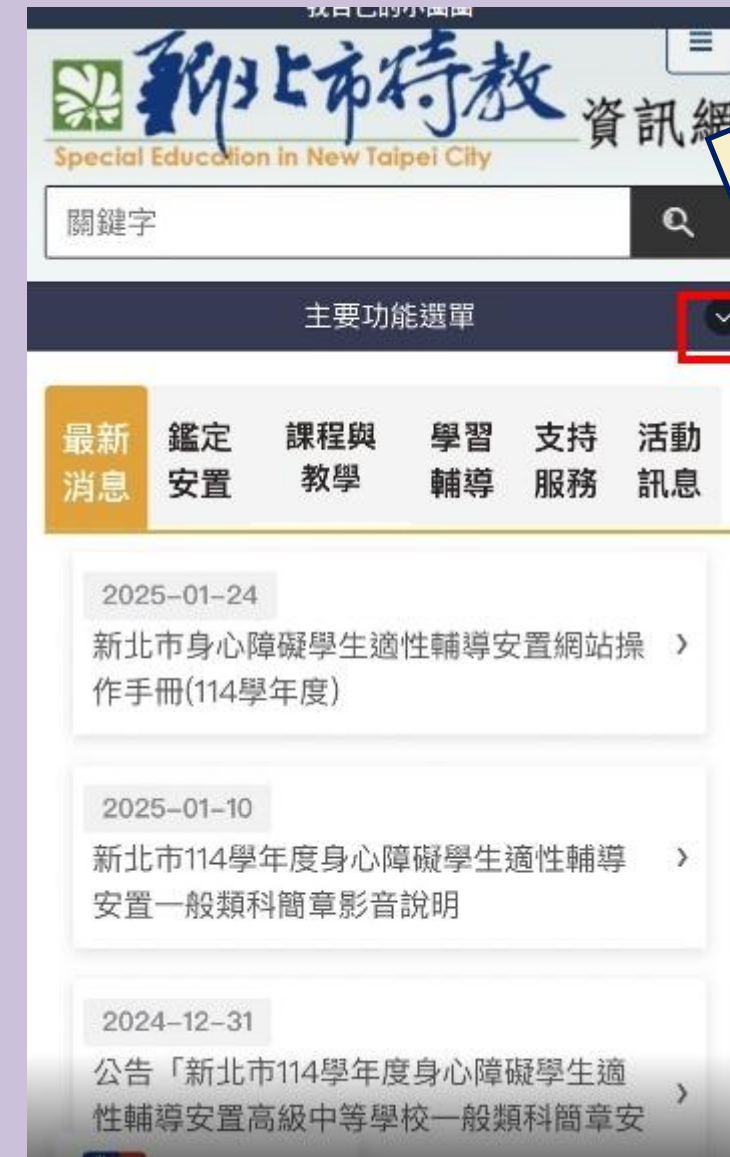 新北市特教 資訊網
Special Education in New Taipei City
關鍵字
主要功能選單
最新消息
鑑定安置
課程與教學
學習輔導
支持服務
活動訊息
2025-01-24
新北市身心障礙學生適性輔導安置網站操
作手冊(114學年度)
2025-01-10
新北市114學年度身心障礙學生適性輔導
安置一般類科簡章影音說明
2024-12-31
公告「新北市114學年度身心障礙學生適
性輔導安置高級中等學校一般類科簡章安